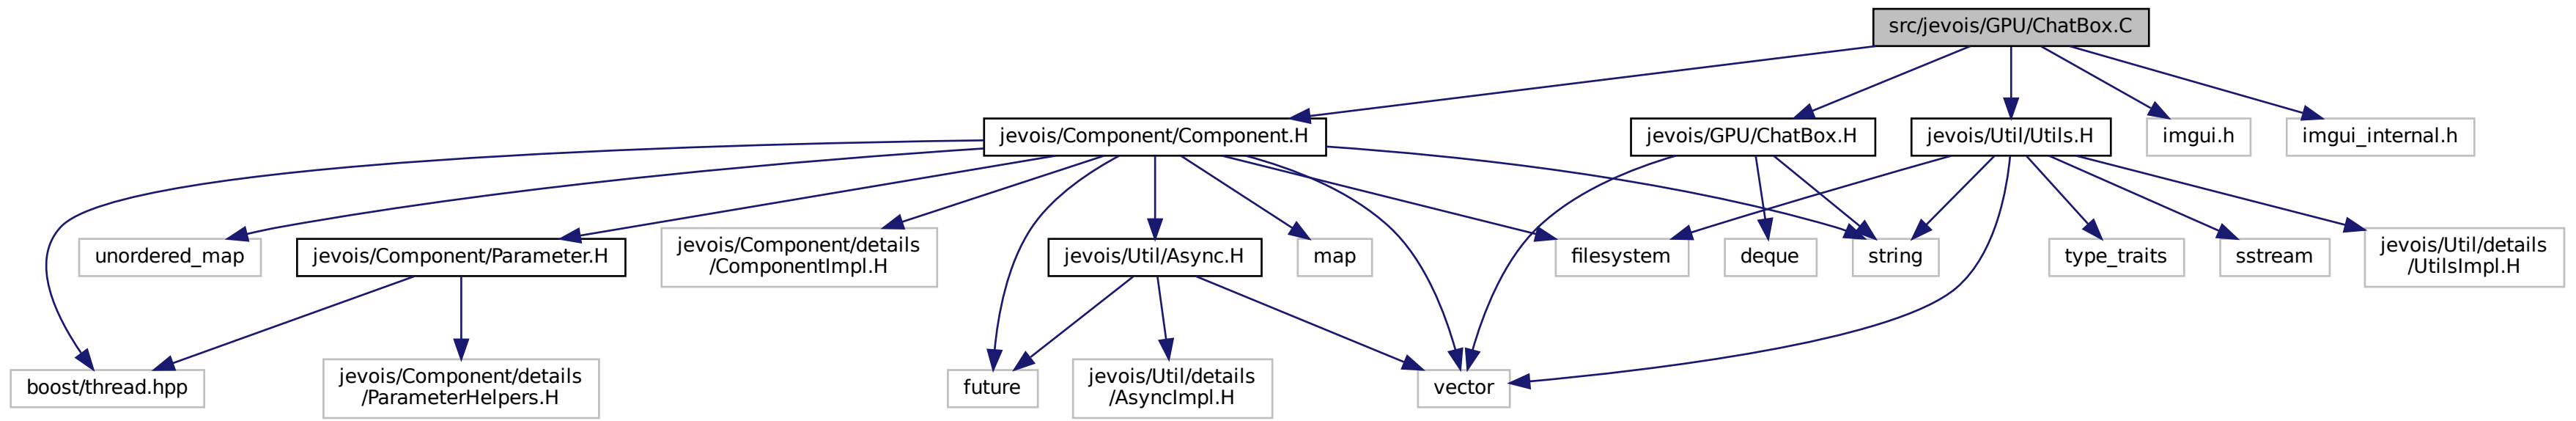 src/jevois/GPU/ChatBox.C
jevois/Component/Component.H
jevois/GPU/ChatBox.H
jevois/Util/Utils.H
imgui.h
imgui_internal.h
unordered_map
jevois/Component/Parameter.H
jevois/Component/details
/ComponentImpl.H
jevois/Util/Async.H
map
filesystem
deque
string
type_traits
sstream
jevois/Util/details
/UtilsImpl.H
boost/thread.hpp
jevois/Component/details
/ParameterHelpers.H
future
jevois/Util/details
/AsyncImpl.H
vector